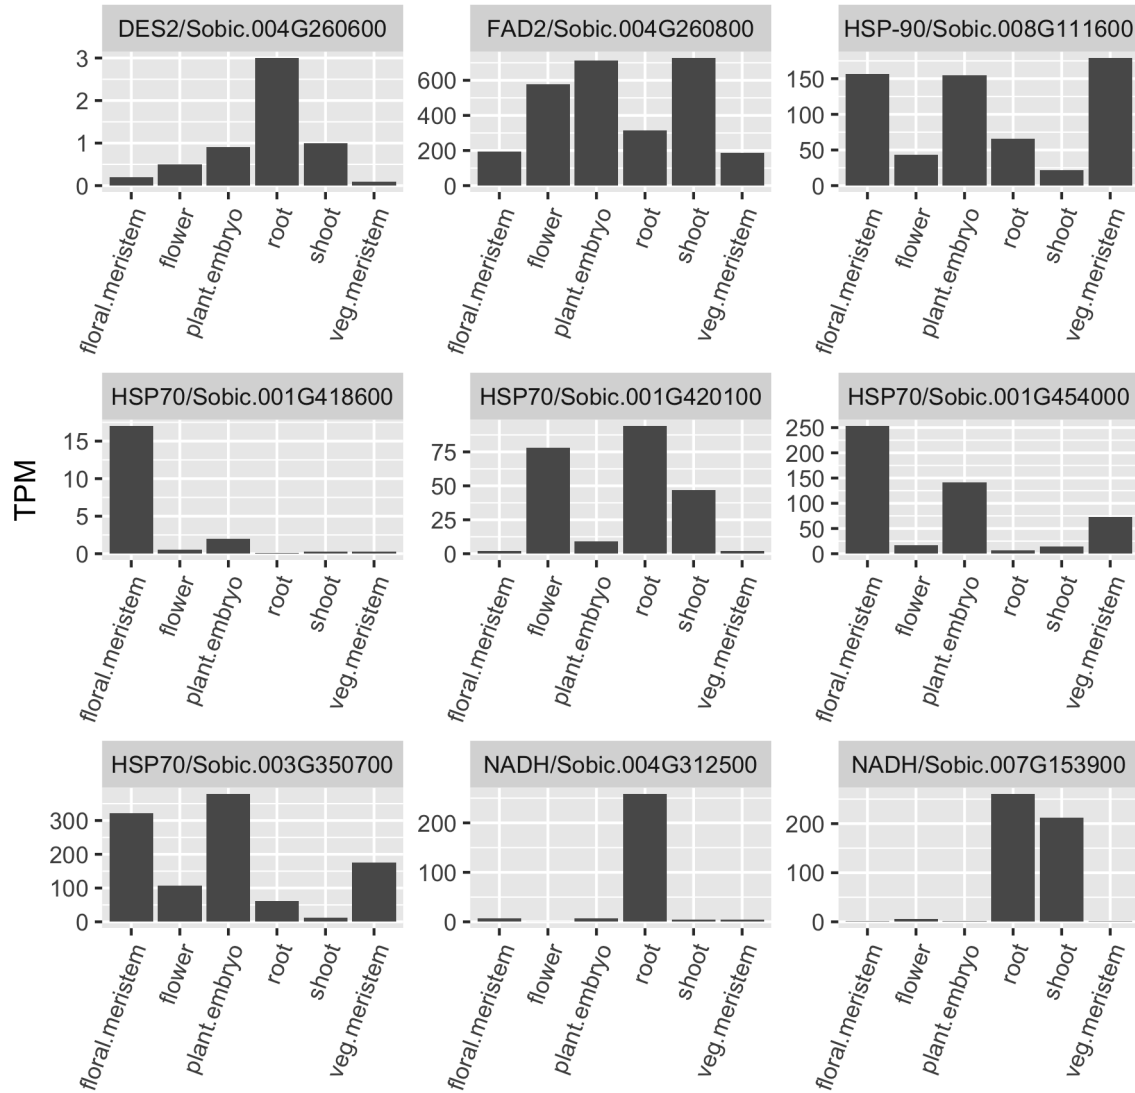 TPM
DES2/Sobic.004G260600
3
2
1
0
floral.meristem
flower
plant.embryo
root
shoot
veg.meristem
FAD2/Sobic.004G260800
600
400
200
0
floral.meristem
flower
plant.embryo
root
shoot
veg.meristem
HSP-90/Sobic.008G111600
150
100
50
0
floral.meristem
flower
plant.embryo
root
shoot
veg.meristem
HSP70/Sobic.001G418600
15
10
5
0
floral.meristem
flower
plant.embryo
root
shoot
veg.meristem
HSP70/Sobic.001G420100
75
50
25
0
floral.meristem
flower
plant.embryo
root
shoot
veg.meristem
HSP70/Sobic.001G454000
250
200
150
100
50
0
floral.meristem
flower
plant.embryo
root
shoot
veg.meristem
HSP70/Sobic.003G350700
300
200
100
0
floral.meristem
flower
plant.embryo
root
shoot
veg.meristem
NADH/Sobic.004G312500
200
100
0
floral.meristem
flower
plant.embryo
root
shoot
veg.meristem
NADH/Sobic.007G153900
200
100
0
floral.meristem
flower
plant.embryo
root
shoot
veg.meristem